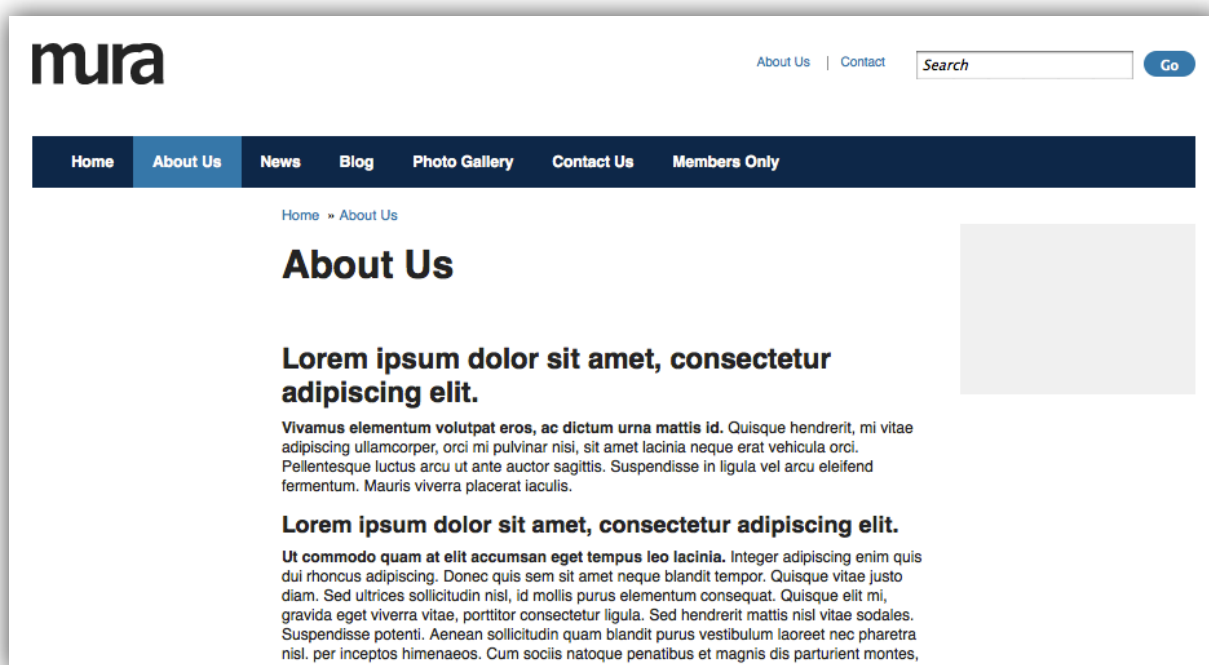 mura
About Us | Contact
Search
Go
Home About Us News Blog Photo Gallery Contact Us Members Only
Home » About Us
About Us
Lorem ipsum dolor sit amet, consectetur
adipiscing elit.
Vivamus elementum volutpat eros, ac dictum urna mattis id. Quisque hendrerit, mi vitae
adipiscing ullamcorper, orci mi pulvinar nisi, sit amet lacinia neque erat vehicula orci.
Pellentesque luctus arcu ut ante auctor sagittis. Suspendisse in ligula vel arcu eleifend
fermentum. Mauris viverra placerat iaculis.
Lorem ipsum dolor sit amet, consectetur adipiscing elit.
Ut commodo quam at elit accumsan eget tempus leo lacinia. Integer adipiscing enim quis
dui rhoncus adipiscing. Donec quis sem sit amet neque blandit tempor. Quisque vitae justo
diam. Sed ultrices sollicitudin nisl, id mollis purus elementum consequat. Quisque elit mi,
gravida eget viverra vitae, porttitor consectetur ligula. Sed hendrerit mattis nisl vitae sodales.
Suspendisse potenti. Aenean sollicitudin quam blandit purus vestibulum laoreet nec pharetra
nisl. per inceptos himenaeos. Cum sociis natoque penatibus et magnis dis parturient montes,